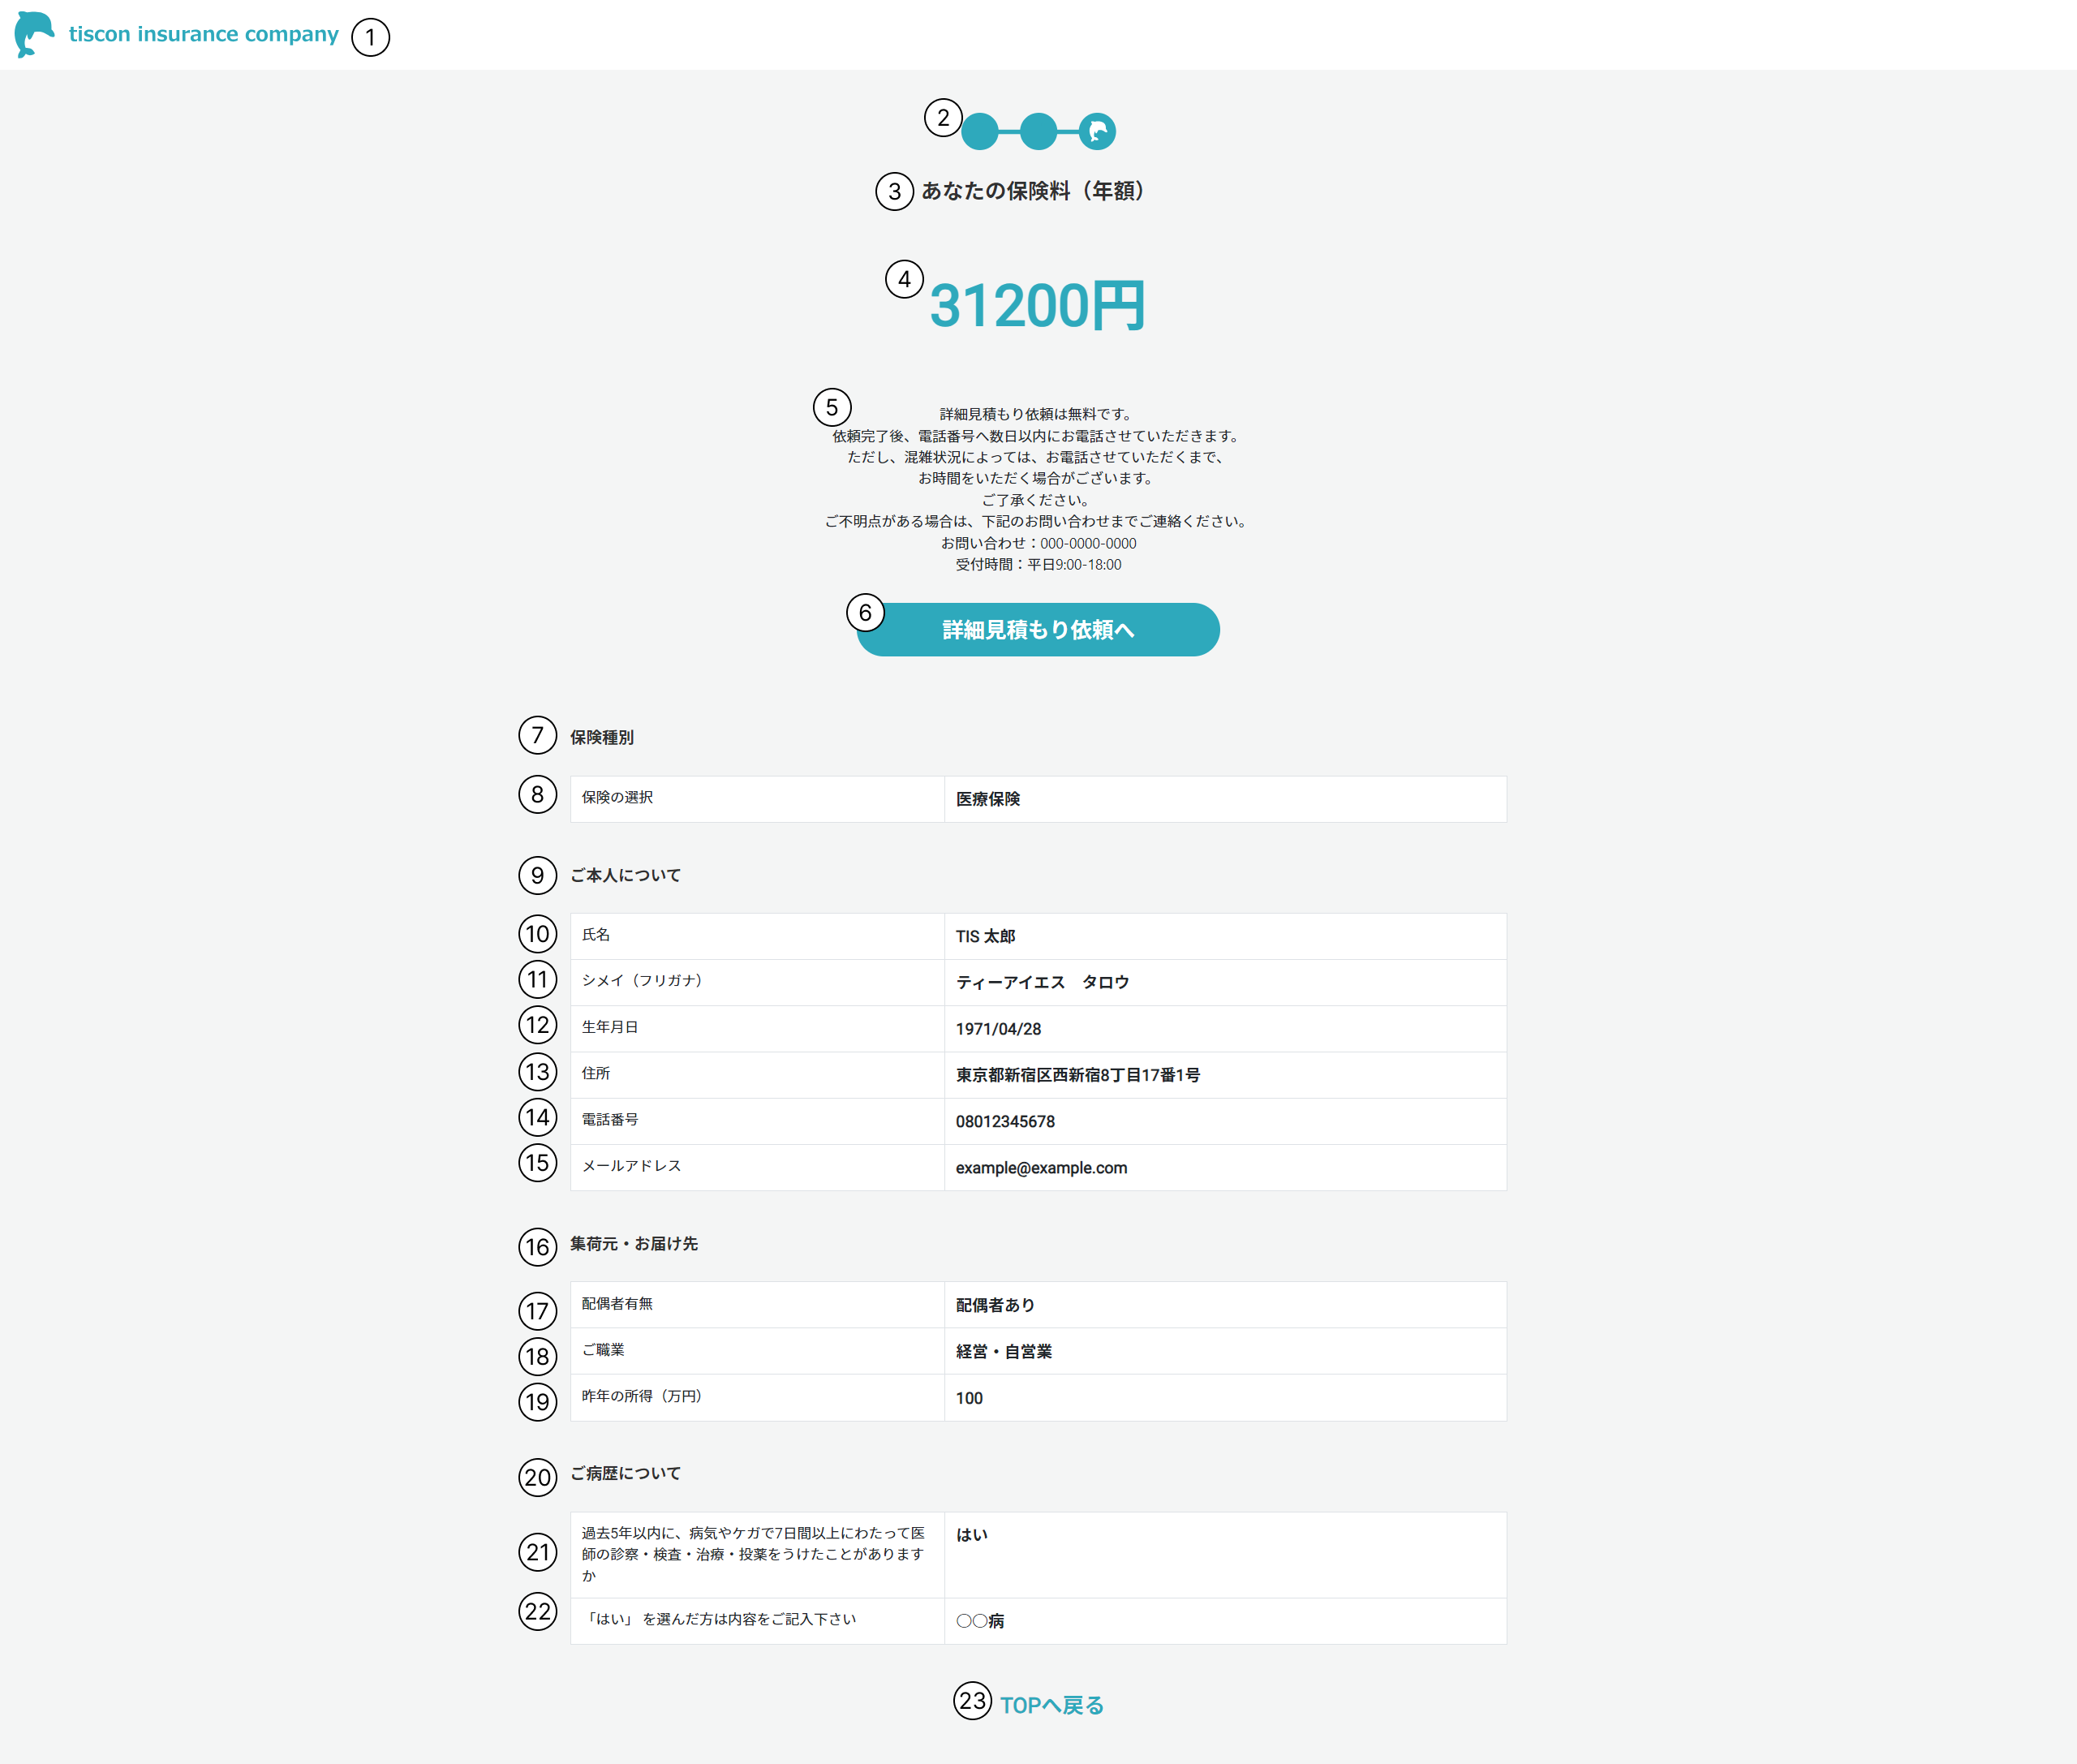 tiscon insurance company ①
②
③ あなたの保険料（年額）
④ 31200円
⑤ 詳細見積もり依頼は無料です。
依頼完了後、電話番号へ数日以内にお電話させていただきます。
ただし、混雑状況によっては、お電話させていただくまで、
お時間をいただく場合がございます。
ご了承ください。
ご不明点がある場合は、下記のお問い合わせまでご連絡ください。
お問い合わせ：000-0000-0000
受付時間：平日9:00-18:00
⑥ 詳細見積もり依頼へ
⑦ 保険種別
⑧ 保険の選択 医療保険
⑨ ご本人について
⑩ 氏名 TIS 太郎
⑪ シメイ（フリガナ） ティーアイエス　タロウ
⑫ 生年月日 1971/04/28
⑬ 住所 東京都新宿区西新宿8丁目17番1号
⑭ 電話番号 08012345678
⑮ メールアドレス example@example.com
⑯ 集荷元・お届け先
⑰ 配偶者有無 配偶者あり
⑱ ご職業 経営・自営業
⑲ 昨年の所得（万円） 100
⑳ ご病歴について
㉑ 過去5年以内に、病気やケガで7日間以上にわたって医 はい
師の診察・検査・治療・投薬をうけたことがあります
か
㉒ 「はい」 を選んだ方は内容をご記入下さい 〇〇病
㉓ TOPへ戻る